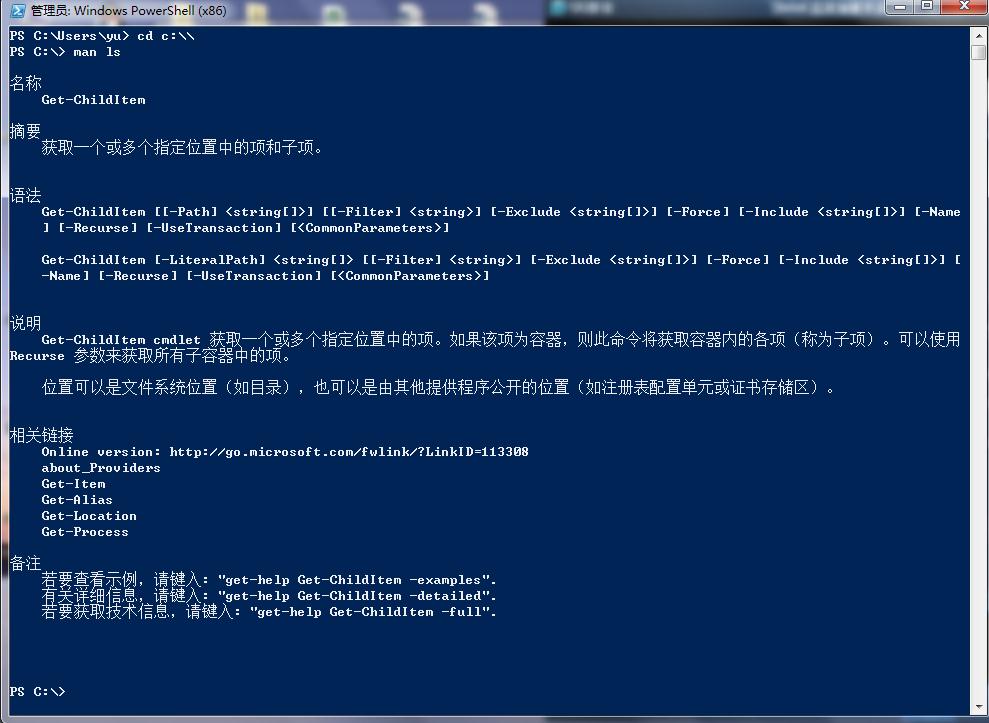 管理员: Windows PowerShell (x86)
PS C:\Users\yu> cd c:\\
PS C:\> man ls
名称
Get-ChildItem
摘要
获取一个或多个指定位置中的项和子项。
语法
Get-ChildItem [[-Path] <string[]>] [[-Filter] <string>] [-Exclude <string[]>] [-Force] [-Include <string[]>] [-Name
] [-Recurse] [-UseTransaction] [<CommonParameters>]
Get-ChildItem [-LiteralPath] <string[]> [[-Filter] <string>] [-Exclude <string[]>] [-Force] [-Include <string[]>] [
-Name] [-Recurse] [-UseTransaction] [<CommonParameters>]
说明
Get-ChildItem cmdlet 获取一个或多个指定位置中的项。如果该项为容器，则此命令将获取容器内的各项（称为子项）。可以使用
Recurse 参数来获取所有子容器中的项。
位置可以是文件系统位置（如目录），也可以是由其他提供程序公开的位置（如注册表配置单元或证书存储区）。
相关链接
Online version: http://go.microsoft.com/fwlink/?LinkID=113308
about_Providers
Get-Item
Get-Alias
Get-Location
Get-Process
备注
若要查看示例，请键入: "get-help Get-ChildItem -examples".
有关详细信息，请键入: "get-help Get-ChildItem -detailed".
若要获取技术信息，请键入: "get-help Get-ChildItem -full".
PS C:\>